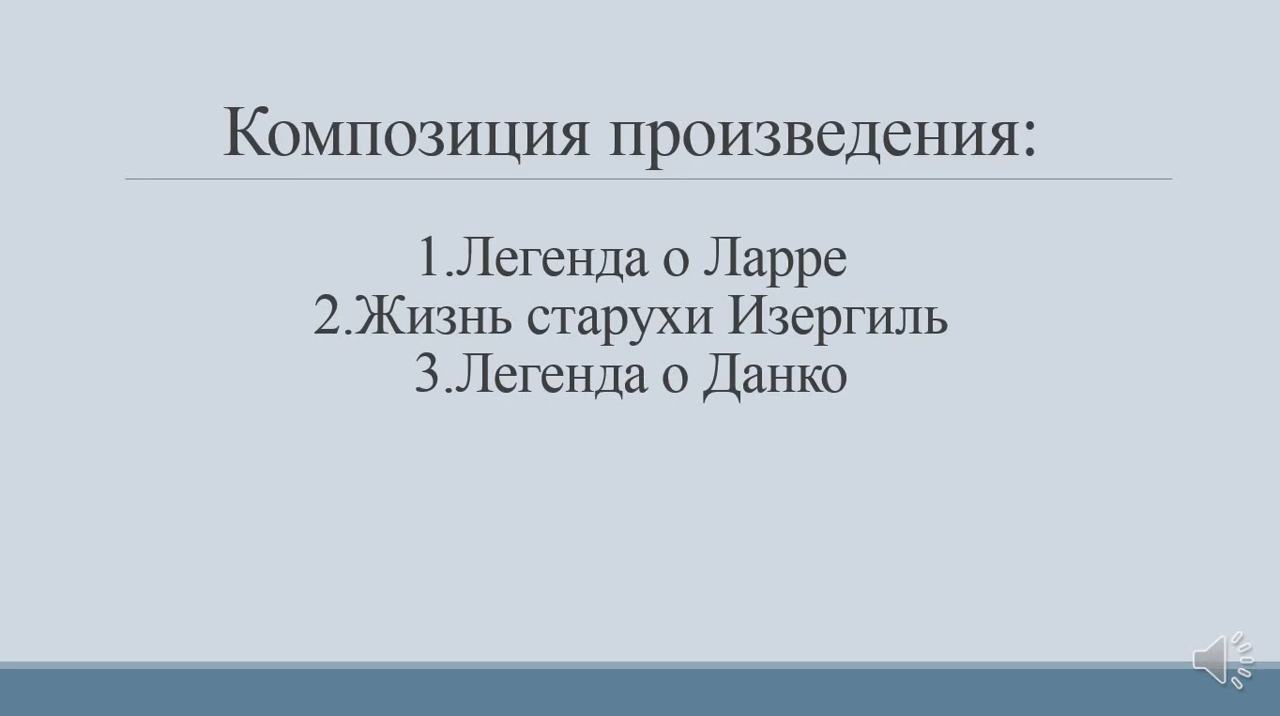 Композиция произведения:
1.Легенда о Ларре
2.Жизнь старухи Изергиль
3.Легенда о Данко